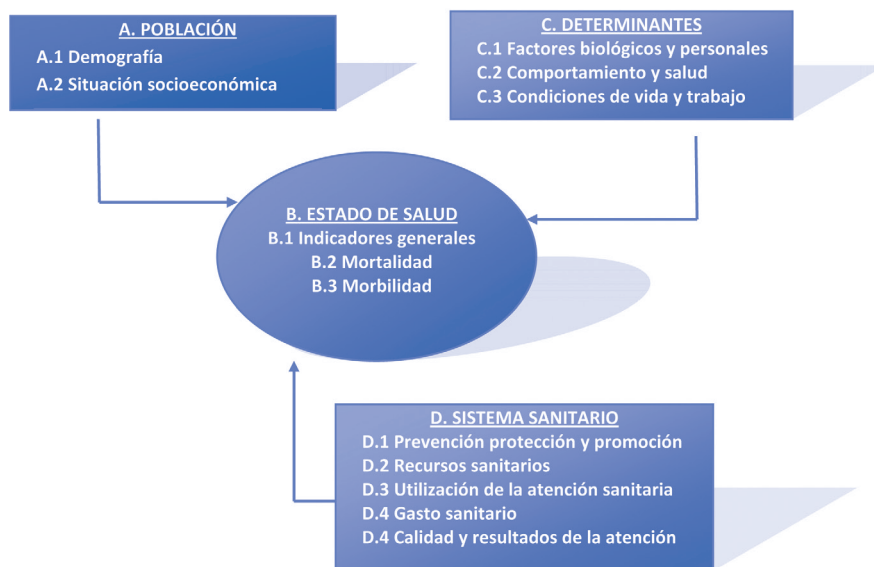 A. POBLACIÓN
A.1 Demografía
A.2 Situación socioeconómica
C. DETERMINANTES
C.1 Factores biológicos y personales
C.2 Comportamiento y salud
C.3 Condiciones de vida y trabajo
B. ESTADO DE SALUD
B.1 Indicadores generales
B.2 Mortalidad
B.3 Morbilidad
D. SISTEMA SANITARIO
D.1 Prevención protección y promoción
D.2 Recursos sanitarios
D.3 Utilización de la atención sanitaria
D.4 Gasto sanitario
D.4 Calidad y resultados de la atención